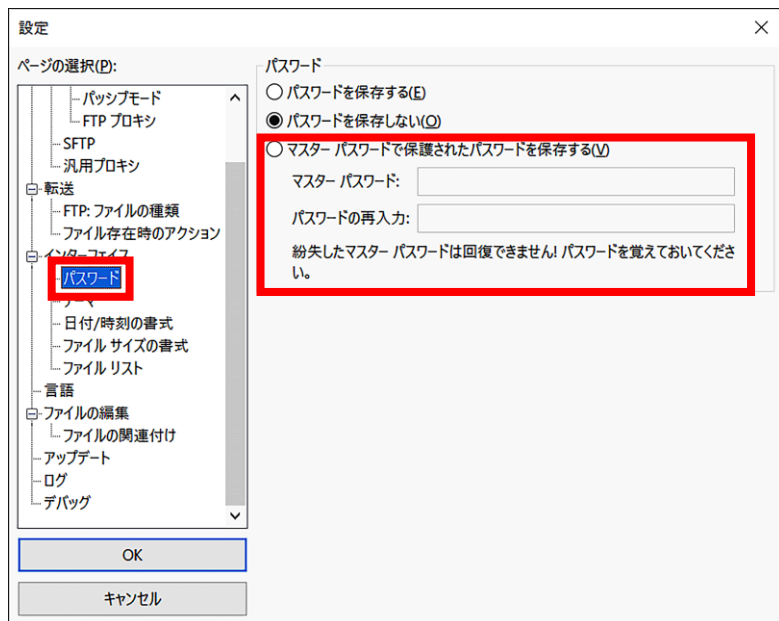 設定
ページの選択(P):
パッシブモード
FTP プロキシ
SFTP
汎用プロキシ
転送
FTP: ファイルの種類
ファイル存在時のアクション
インターフェイス
パスワード
テーマ
日付/時刻の書式
ファイル サイズの書式
ファイル リスト
言語
ファイルの編集
ファイルの関連付け
アップデート
ログ
デバッグ
OK
キャンセル
パスワード
パスワードを保存する(E)
パスワードを保存しない(O)
マスター パスワードで保護されたパスワードを保存する(V)
マスター パスワード:
パスワードの再入力:
紛失したマスター パスワードは回復できません! パスワードを覚えておいてくださ
い。